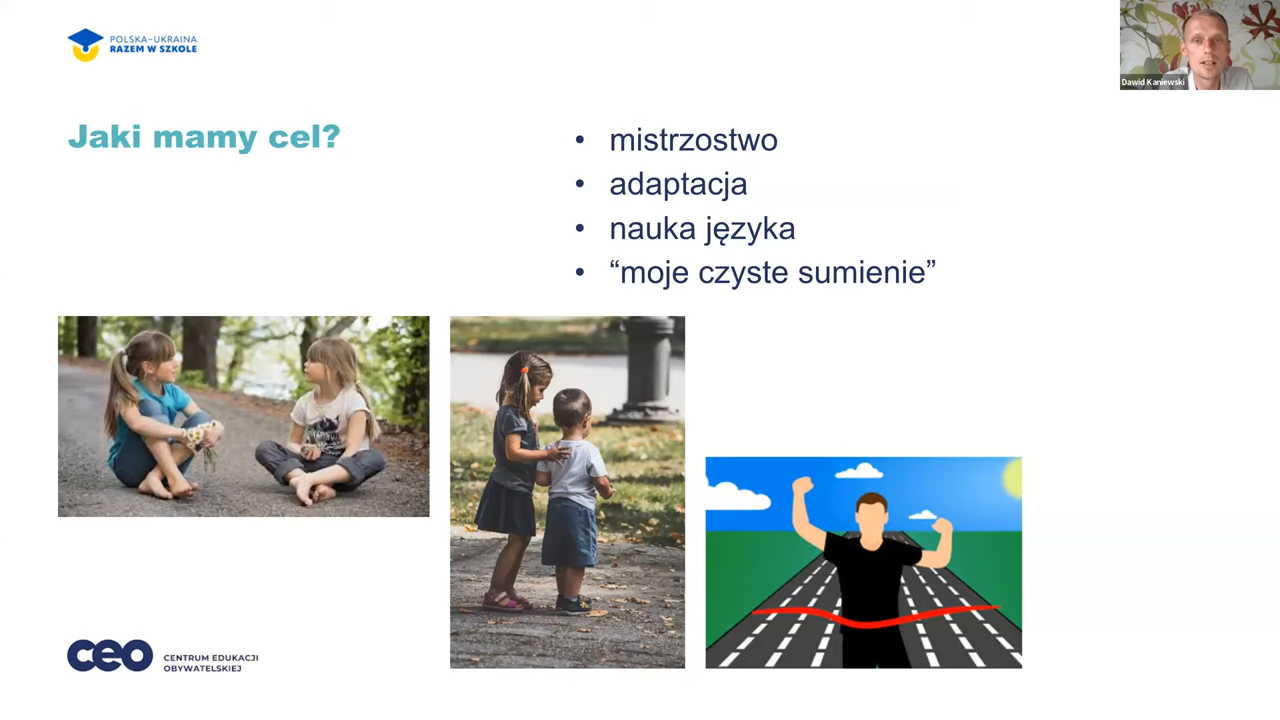 POLSKA–UKRAINA
RAZEM W SZKOLE
Dawid Kaniewski
Jaki mamy cel?
• mistrzostwo
• adaptacja
• nauka języka
• “moje czyste sumienie”
ceo
CENTRUM EDUKACJI
OBYWATELSKIEJ